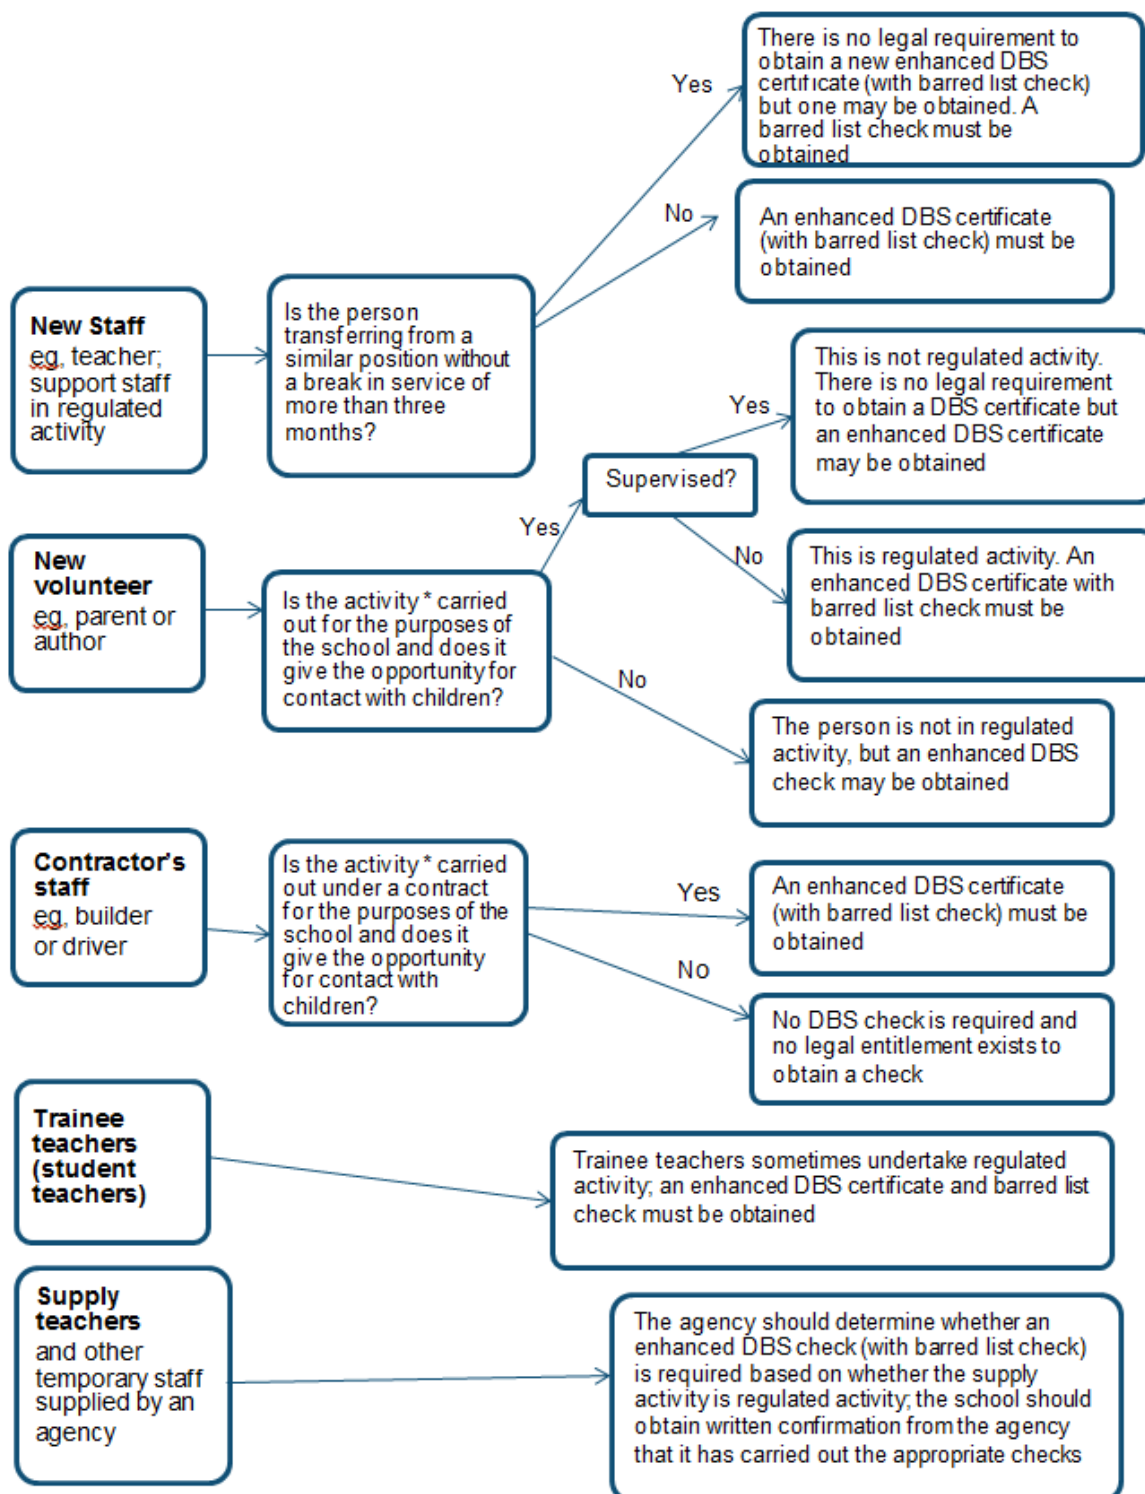 There is no legal requirement to
obtain a new enhanced DBS
certificate (with barred list check)
but one may be obtained. A
barred list check must be
obtained
Yes
No
An enhanced DBS certificate
(with barred list check) must be
obtained
New Staff
eg, teacher;
support staff
in regulated
activity
Is the person
transferring from a
similar position without
a break in service of
more than three
months?
This is not regulated activity.
There is no legal requirement
to obtain a DBS certificate but
an enhanced DBS certificate
may be obtained
Yes
Supervised?
Yes
No
This is regulated activity. An
enhanced DBS certificate with
barred list check must be
obtained
New
volunteer
eg, parent or
author
Is the activity * carried
out for the purposes of
the school and does it
give the opportunity for
contact with children?
No
The person is not in regulated
activity, but an enhanced DBS
check may be obtained
Contractor's
staff
eg, builder
or driver
Is the activity * carried
out under a contract
for the purposes of the
school and does it
give the opportunity
for contact with
children?
Yes
An enhanced DBS certificate
(with barred list check) must be
obtained
No
No DBS check is required and
no legal entitlement exists to
obtain a check
Trainee
teachers
(student
teachers)
Trainee teachers sometimes undertake regulated
activity; an enhanced DBS certificate and barred list
check must be obtained
Supply
teachers
and other
temporary staff
supplied by an
agency
The agency should determine whether an
enhanced DBS check (with barred list check)
is required based on whether the supply
activity is regulated activity; the school should
obtain written confirmation from the agency
that it has carried out the appropriate checks